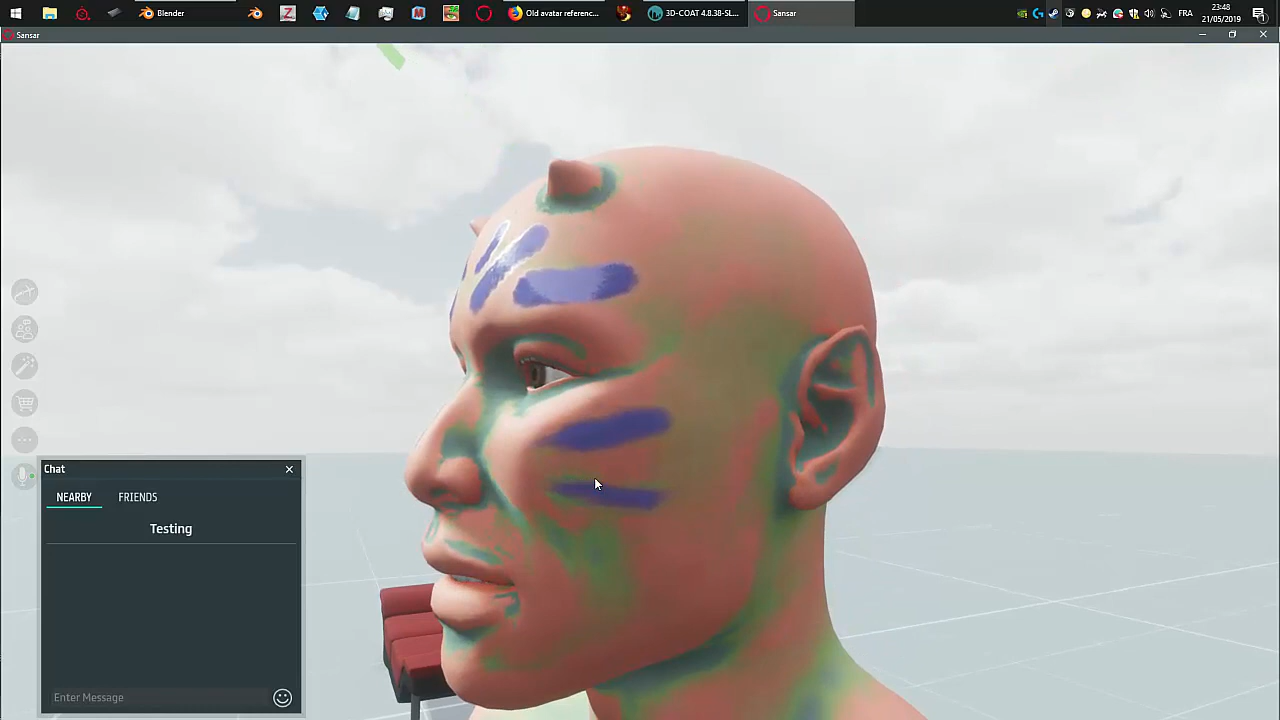 Blender
Old avatar referenc...
3D-COAT 4.8.38-SL...
Sansar
FRA
23:48
21/05/2019
Sansar
Chat
NEARBY
FRIENDS
Testing
Enter Message